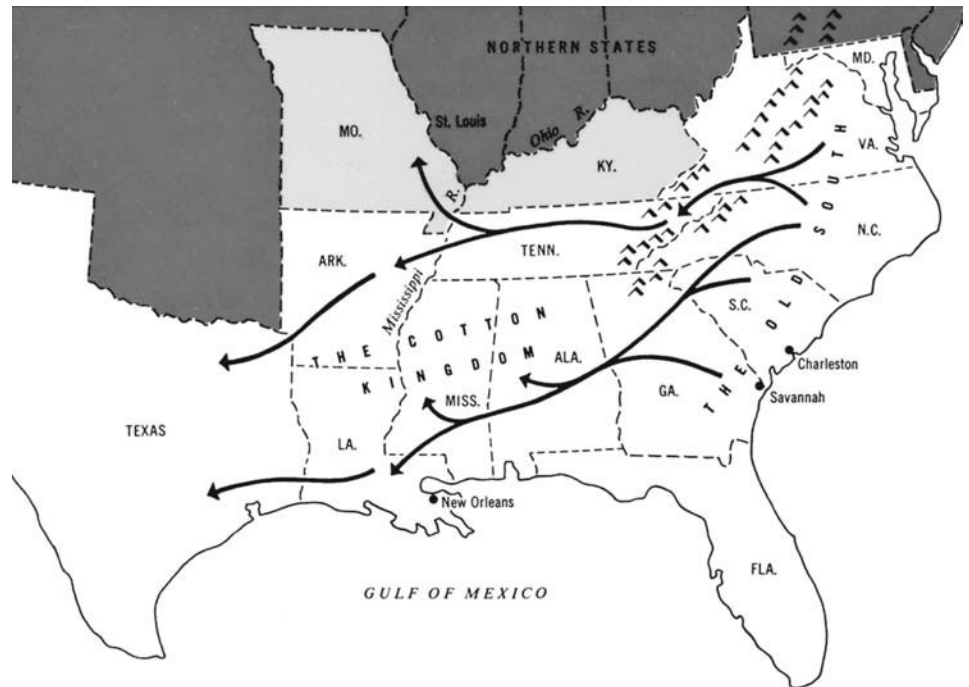 NORTHERN STATES
MD.
MO.
St. Louis
Ohio R.
KY.
VA.
R.
THE OLD SOUTH
N.C.
TENN.
ARK.
Mississippi
S.C.
THE COTTON
KINGDOM
ALA.
Charleston
GA.
Savannah
MISS.
TEXAS
LA.
New Orleans
FLA.
GULF OF MEXICO